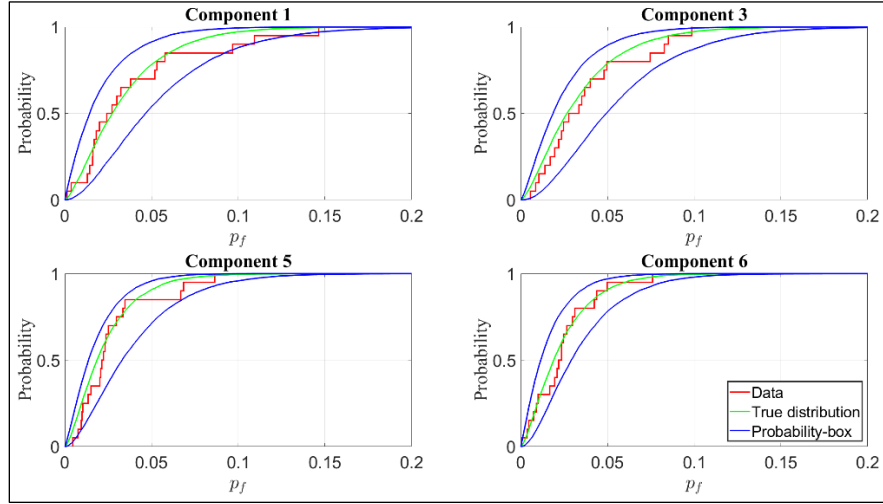 Component 1
Probability
1
0.5
0
0 0.05 0.1 0.15 0.2
p_f
Component 3
Probability
1
0.5
0
0 0.05 0.1 0.15 0.2
p_f
Component 5
Probability
1
0.5
0
0 0.05 0.1 0.15 0.2
p_f
Component 6
Probability
1
0.5
0
0 0.05 0.1 0.15 0.2
p_f
Data
True distribution
Probability-box